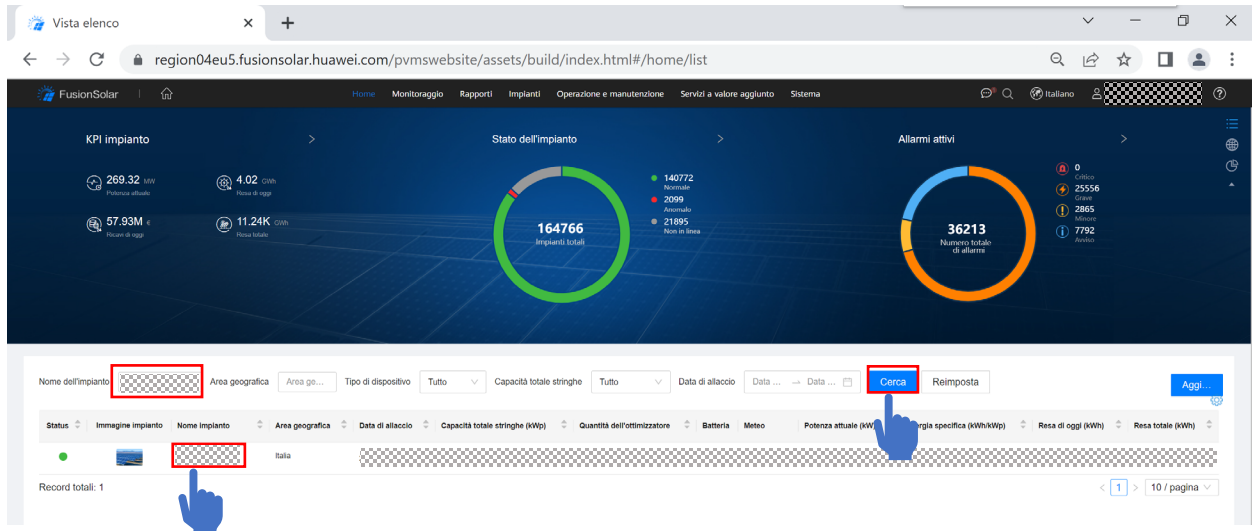 Vista elenco
region04eu5.fusionsolar.huawei.com/pvmswebsite/assets/build/index.html#/home/list
FusionSolar Home Monitoraggio Rapporti Impianti Operazione e manutenzione Servizi a valore aggiunto Sistema Italiano
KPI impianto
269.32 MW
Potenza attuale
4.02 GWh
Resa di oggi
57.93M €
Ricavi di oggi
11.24K GWh
Resa totale
Stato dell'impianto
164766
Impianti totali
140772
Normale
2099
Anomalo
21895
Non in linea
Allarmi attivi
36213
Numero totale
di allarmi
0
Critico
25556
Grave
2865
Minore
7792
Avviso
Nome dell'impianto Area geografica Area ge... Tipo di dispositivo Tutto Capacità totale stringhe Tutto Data di allaccio Data ... → Data ... Cerca Reimposta Aggi...
Status Immagine impianto Nome impianto Area geografica Data di allaccio Capacità totale stringhe (kWp) Quantità dell'ottimizzatore Batteria Meteo Potenza attuale (kW) specifica (kWh/kWp) Resa di oggi (kWh) Resa totale (kWh)
Italia
Record totali: 1 < 1 > 10 / pagina